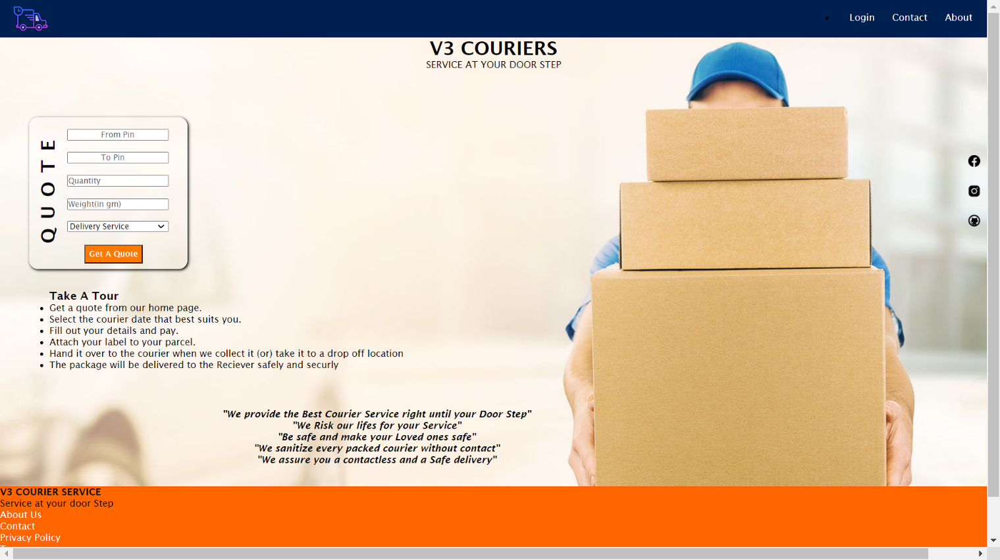 Login Contact About
V3 COURIERS
SERVICE AT YOUR DOOR STEP
QUOTE
From Pin
To Pin
Quantity
Weight(in gm)
Delivery Service
Get A Quote
Take A Tour
Get a quote from our home page.
Select the courier date that best suits you.
Fill out your details and pay.
Attach your label to your parcel.
Hand it over to the courier when we collect it (or) take it to a drop off location
The package will be delivered to the Reciever safely and securly
"We provide the Best Courier Service right until your Door Step"
"We Risk our lifes for your Service"
"Be safe and make your Loved ones safe"
"We sanitize every packed courier without contact"
"We assure you a contactless and a Safe delivery"
V3 COURIER SERVICE
Service at your door Step
About Us
Contact
Privacy Policy